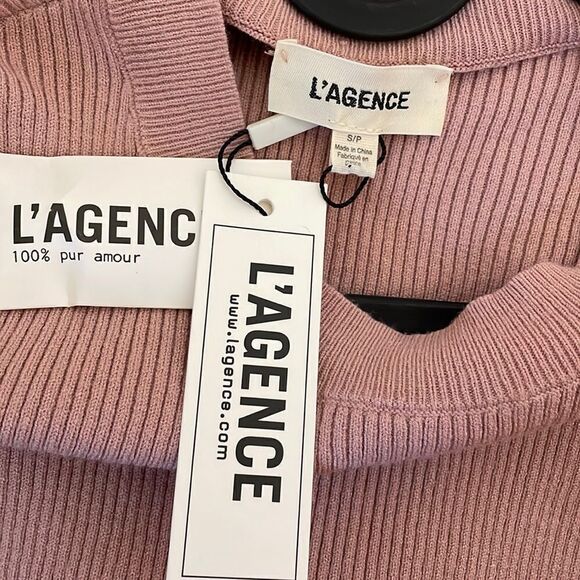 L'AGENCE
S/P
Made in China
Fabriqué en
L'AGENC
100% pur amour
L'AGENCE
www.lagence.com